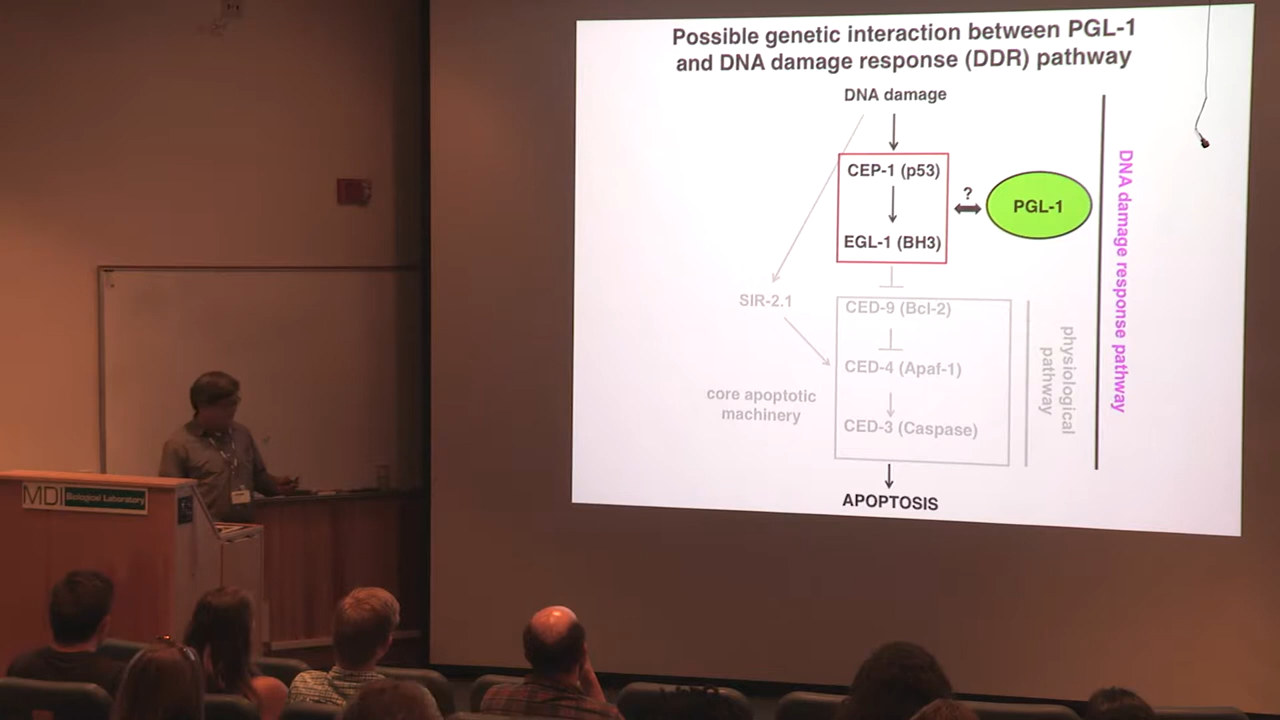 Possible genetic interaction between PGL-1
and DNA damage response (DDR) pathway
DNA damage
CEP-1 (p53)
?
PGL-1
EGL-1 (BH3)
SIR-2.1
CED-9 (Bcl-2)
CED-4 (Apaf-1)
core apoptotic
machinery
CED-3 (Caspase)
physiological
pathway
DNA damage response pathway
APOPTOSIS
MDI Biological Laboratory